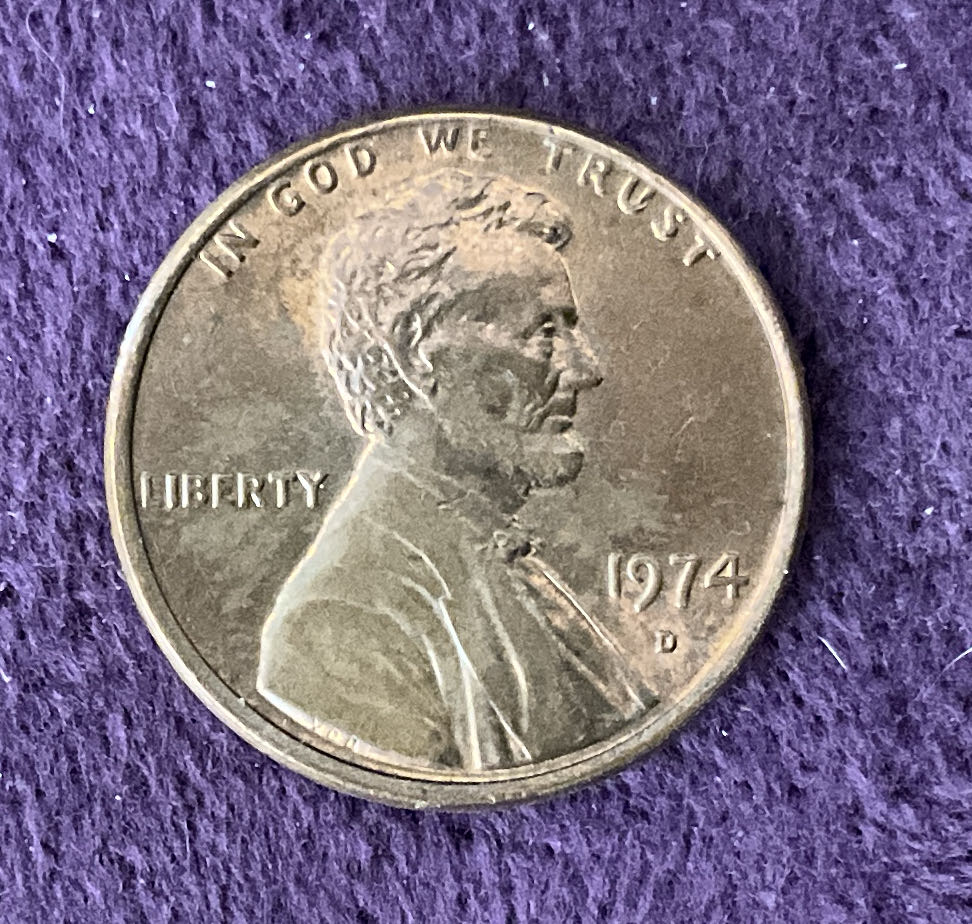 IN GOD WE TRUST
LIBERTY
1974
D